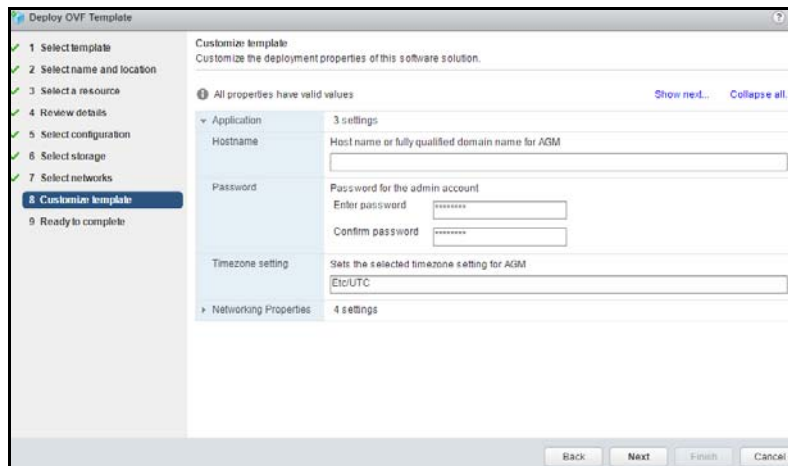 Deploy OVF Template
1 Select template
2 Select name and location
3 Select a resource
4 Review details
5 Select configuration
6 Select storage
7 Select networks
8 Customize template
9 Ready to complete
Customize template
Customize the deployment properties of this software solution.
All properties have valid values
Show next...
Collapse all...
Application
3 settings
Hostname
Host name or fully qualified domain name for AGM
Password
Password for the admin account
Enter password
********
Confirm password
********
Timezone setting
Sets the selected timezone setting for AGM
Etc/UTC
Networking Properties
4 settings
Back
Next
Finish
Cancel